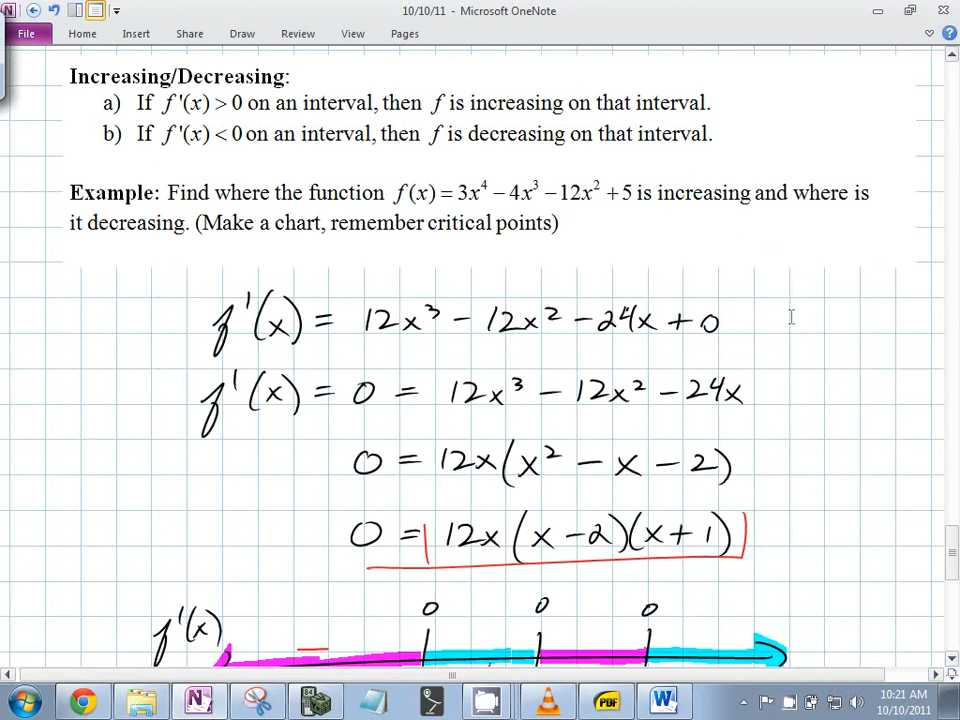 10/10/11 - Microsoft OneNote
File Home Insert Share Draw Review View Pages
Increasing/Decreasing:
a) If f '(x) > 0 on an interval, then f is increasing on that interval.
b) If f '(x) < 0 on an interval, then f is decreasing on that interval.
Example: Find where the function f(x) = 3x⁴ − 4x³ − 12x² + 5 is increasing and where is
it decreasing. (Make a chart, remember critical points)
f'(x) = 12x³ − 12x² − 24x + 0
f'(x) = 0 = 12x³ − 12x² − 24x
0 = 12x(x² − x − 2)
0 = 12x(x − 2)(x + 1)
0 0 0
f'(x)
−
10:21 AM
10/10/2011